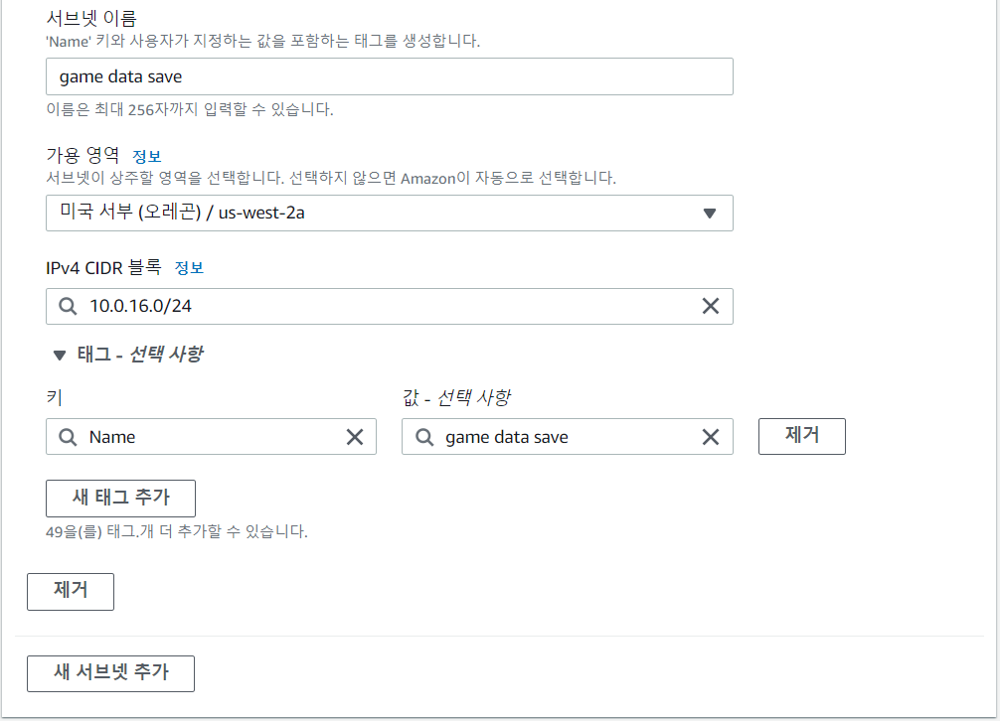 서브넷 이름
'Name' 키와 사용자가 지정하는 값을 포함하는 태그를 생성합니다.
game data save
이름은 최대 256자까지 입력할 수 있습니다.
가용 영역 정보
서브넷이 상주할 영역을 선택합니다. 선택하지 않으면 Amazon이 자동으로 선택합니다.
미국 서부 (오레곤) / us-west-2a
IPv4 CIDR 블록 정보
10.0.16.0/24
태그 - 선택 사항
키 값 - 선택 사항
Name game data save 제거
새 태그 추가
49을(를) 태그.개 더 추가할 수 있습니다.
제거
새 서브넷 추가